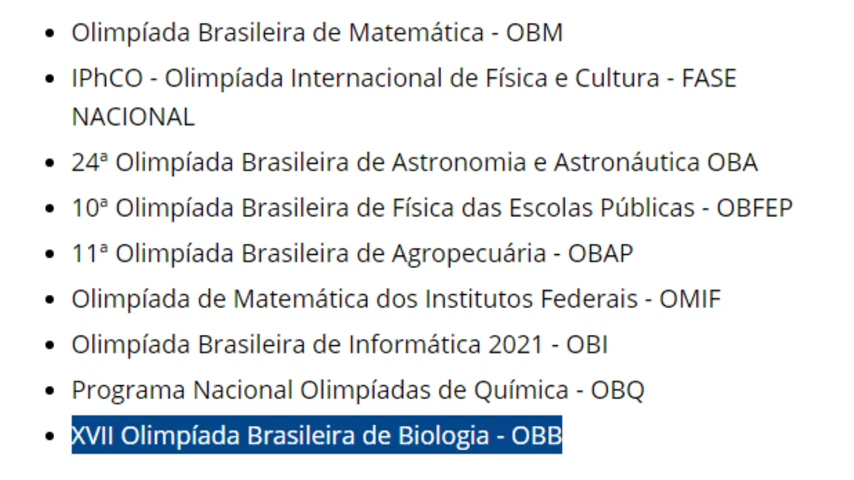 • Olimpíada Brasileira de Matemática - OBM
• IPhCO - Olimpíada Internacional de Física e Cultura - FASE
NACIONAL
• 24ª Olimpíada Brasileira de Astronomia e Astronáutica OBA
• 10ª Olimpíada Brasileira de Física das Escolas Públicas - OBFEP
• 11ª Olimpíada Brasileira de Agropecuária - OBAP
• Olimpíada de Matemática dos Institutos Federais - OMIF
• Olimpíada Brasileira de Informática 2021 - OBI
• Programa Nacional Olimpíadas de Química - OBQ
• XVII Olimpíada Brasileira de Biologia - OBB